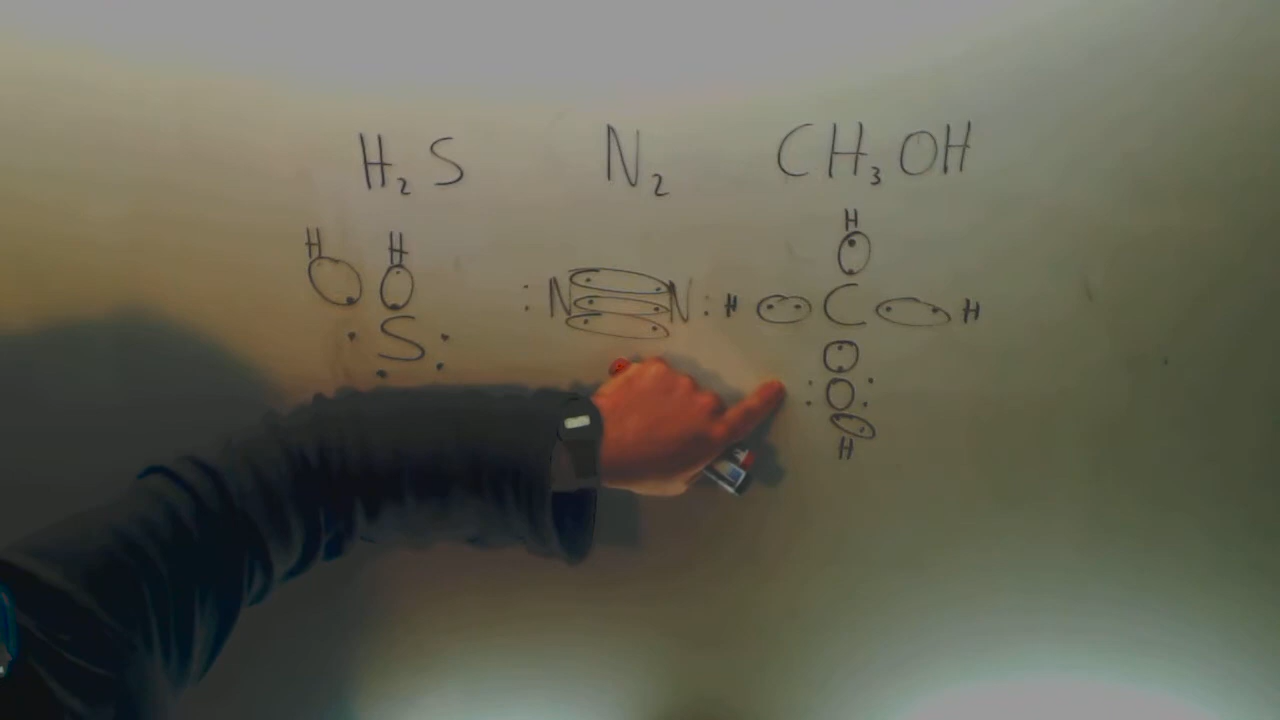 H₂S N₂ CH₃OH
H H H
:N N: H C H
S
O
H